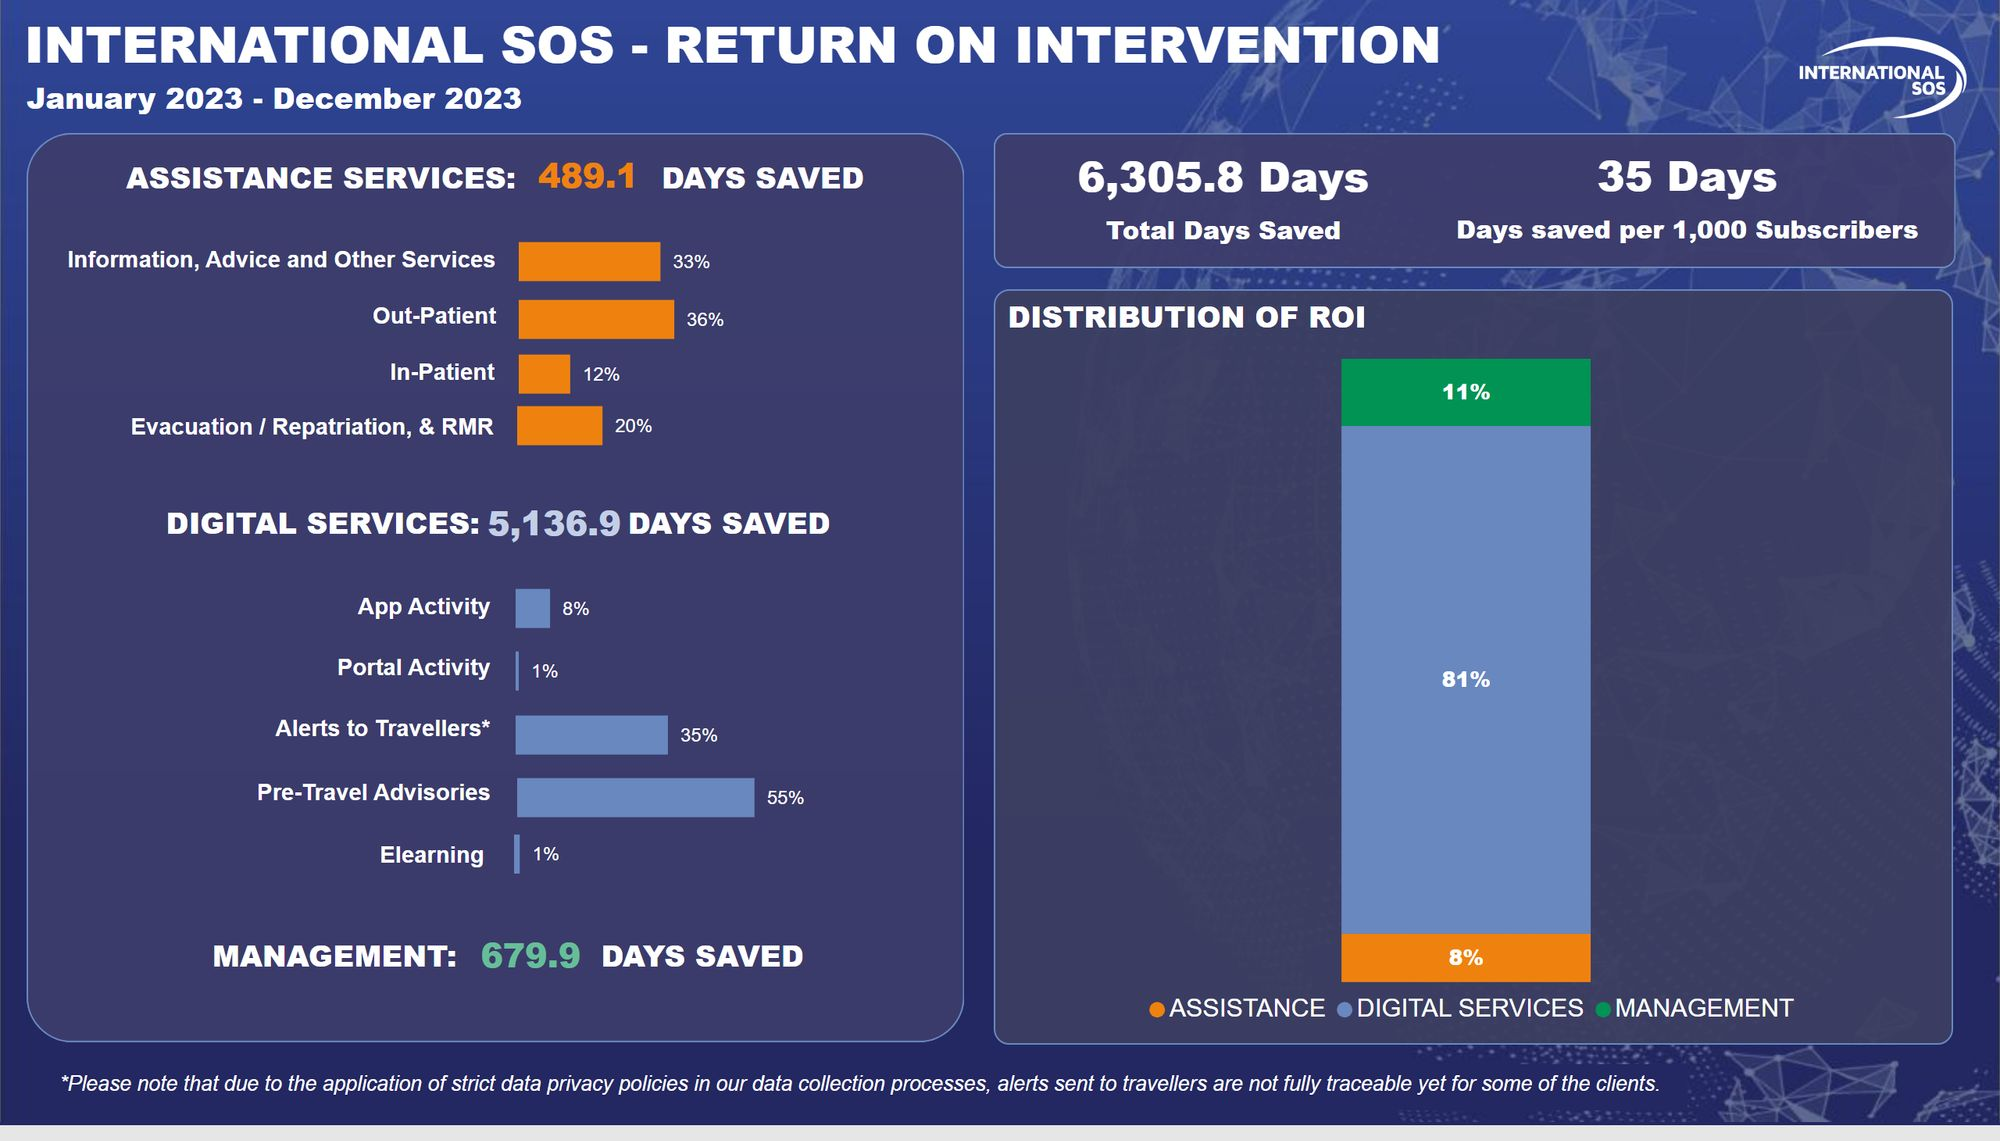 INTERNATIONAL SOS - RETURN ON INTERVENTION
January 2023 - December 2023
INTERNATIONAL
SOS
ASSISTANCE SERVICES: 489.1 DAYS SAVED
Information, Advice and Other Services 33%
Out-Patient 36%
In-Patient 12%
Evacuation / Repatriation, & RMR 20%
DIGITAL SERVICES: 5,136.9 DAYS SAVED
App Activity 8%
Portal Activity 1%
Alerts to Travellers* 35%
Pre-Travel Advisories 55%
Elearning 1%
MANAGEMENT: 679.9 DAYS SAVED
6,305.8 Days
Total Days Saved
35 Days
Days saved per 1,000 Subscribers
DISTRIBUTION OF ROI
11%
81%
8%
ASSISTANCE DIGITAL SERVICES MANAGEMENT
*Please note that due to the application of strict data privacy policies in our data collection processes, alerts sent to travellers are not fully traceable yet for some of the clients.